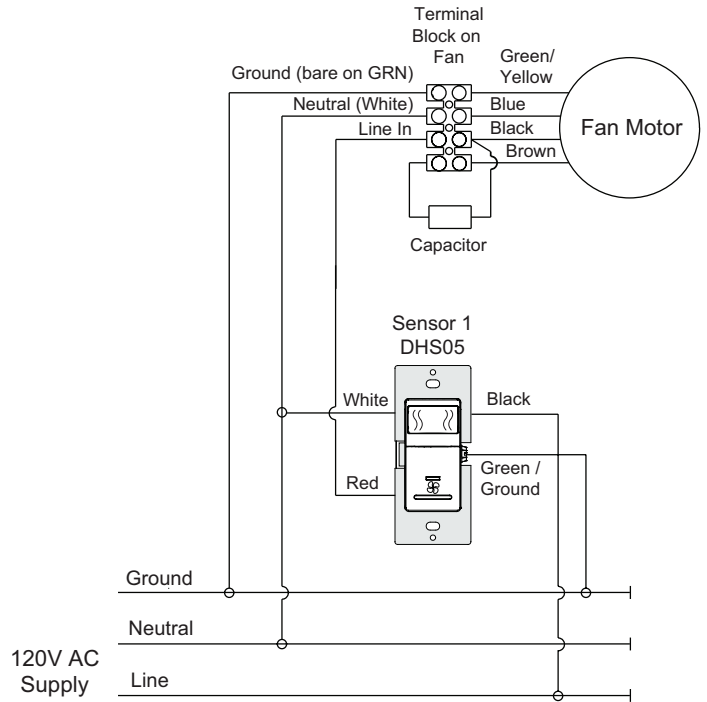 Terminal
Block on
Fan
Ground (bare on GRN)
Green/
Yellow
Neutral (White)
Blue
Line In
Black
Brown
Fan Motor
Capacitor
Sensor 1
DHS05
White
Black
Red
Green /
Ground
Ground
Neutral
120V AC
Supply
Line